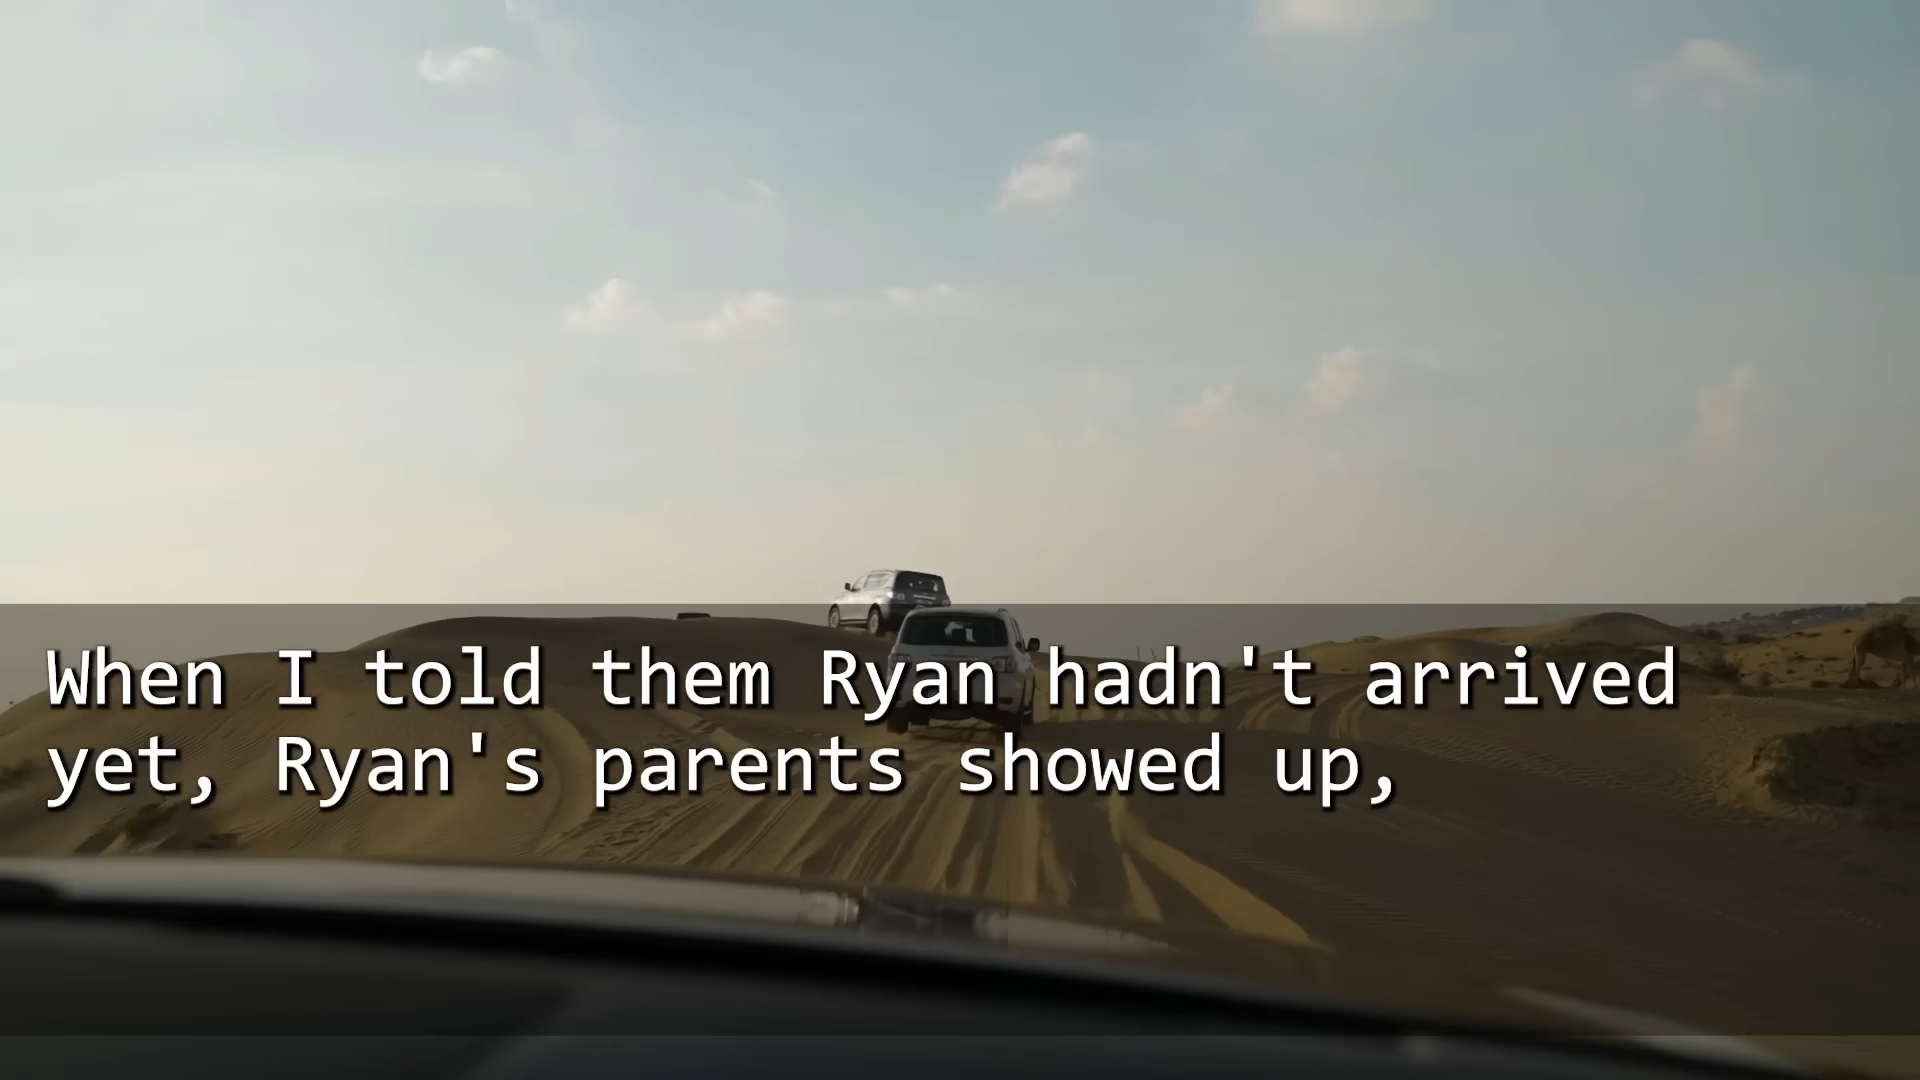 When I told them Ryan hadn't arrived
yet, Ryan's parents showed up,